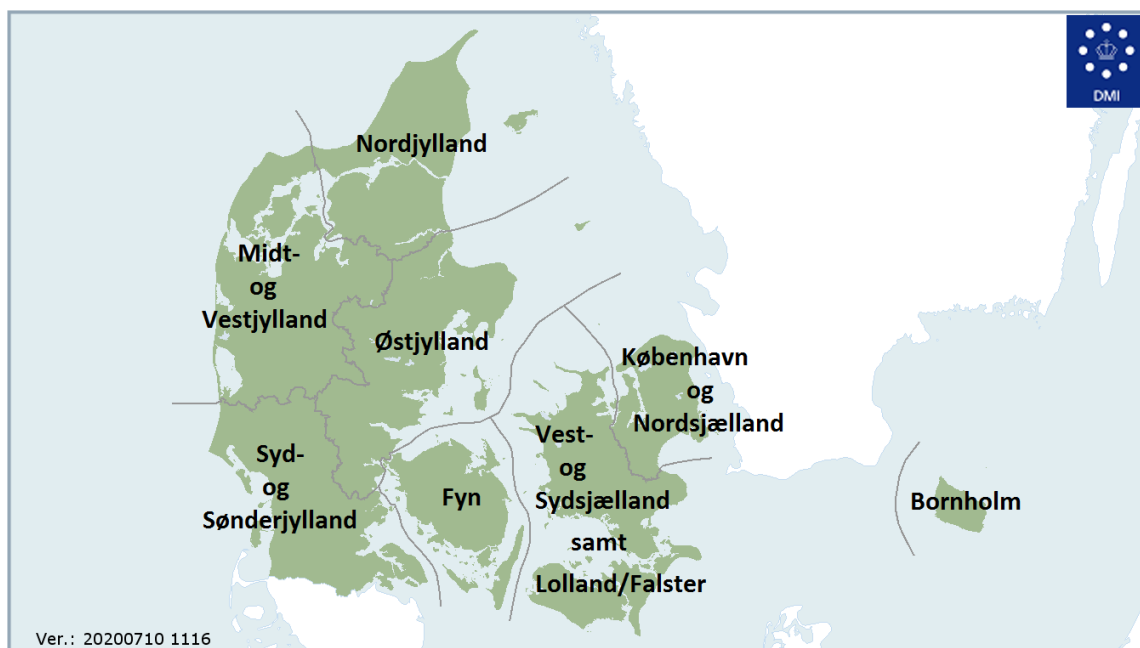 DMI
Nordjylland
Midt-
og
Vestjylland
Østjylland
København
og
Nordsjælland
Vest-
og
Sydsjælland
samt
Lolland/Falster
Syd-
og
Sønderjylland
Fyn
Bornholm
Ver.: 20200710 1116